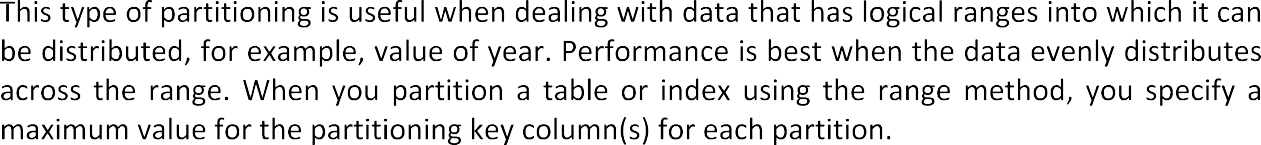 This type of partitioning is useful when dealing with data that has logical ranges into which it can
be distributed, for example, value of year. Performance is best when the data evenly distributes
across the range. When you partition a table or index using the range method, you specify a
maximum value for the partitioning key column(s) for each partition.